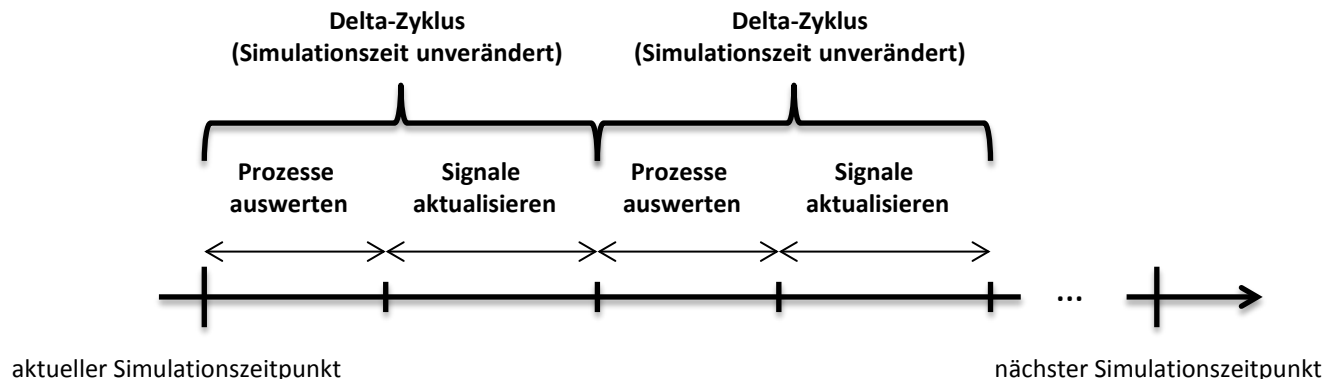 Delta-Zyklus
(Simulationszeit unverändert)
Delta-Zyklus
(Simulationszeit unverändert)
Prozesse
auswerten
Signale
aktualisieren
Prozesse
auswerten
Signale
aktualisieren
...
aktueller Simulationszeitpunkt
nächster Simulationszeitpunkt